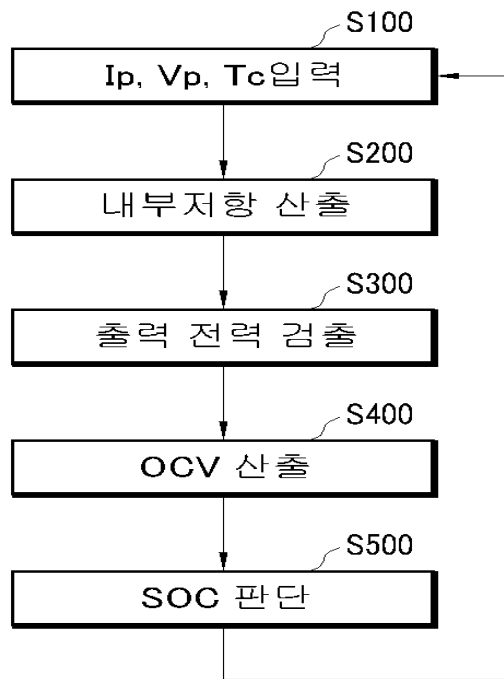 S100
Ip, Vp, Tc입력
S200
내부저항 산출
S300
출력 전력 검출
S400
OCV 산출
S500
SOC 판단